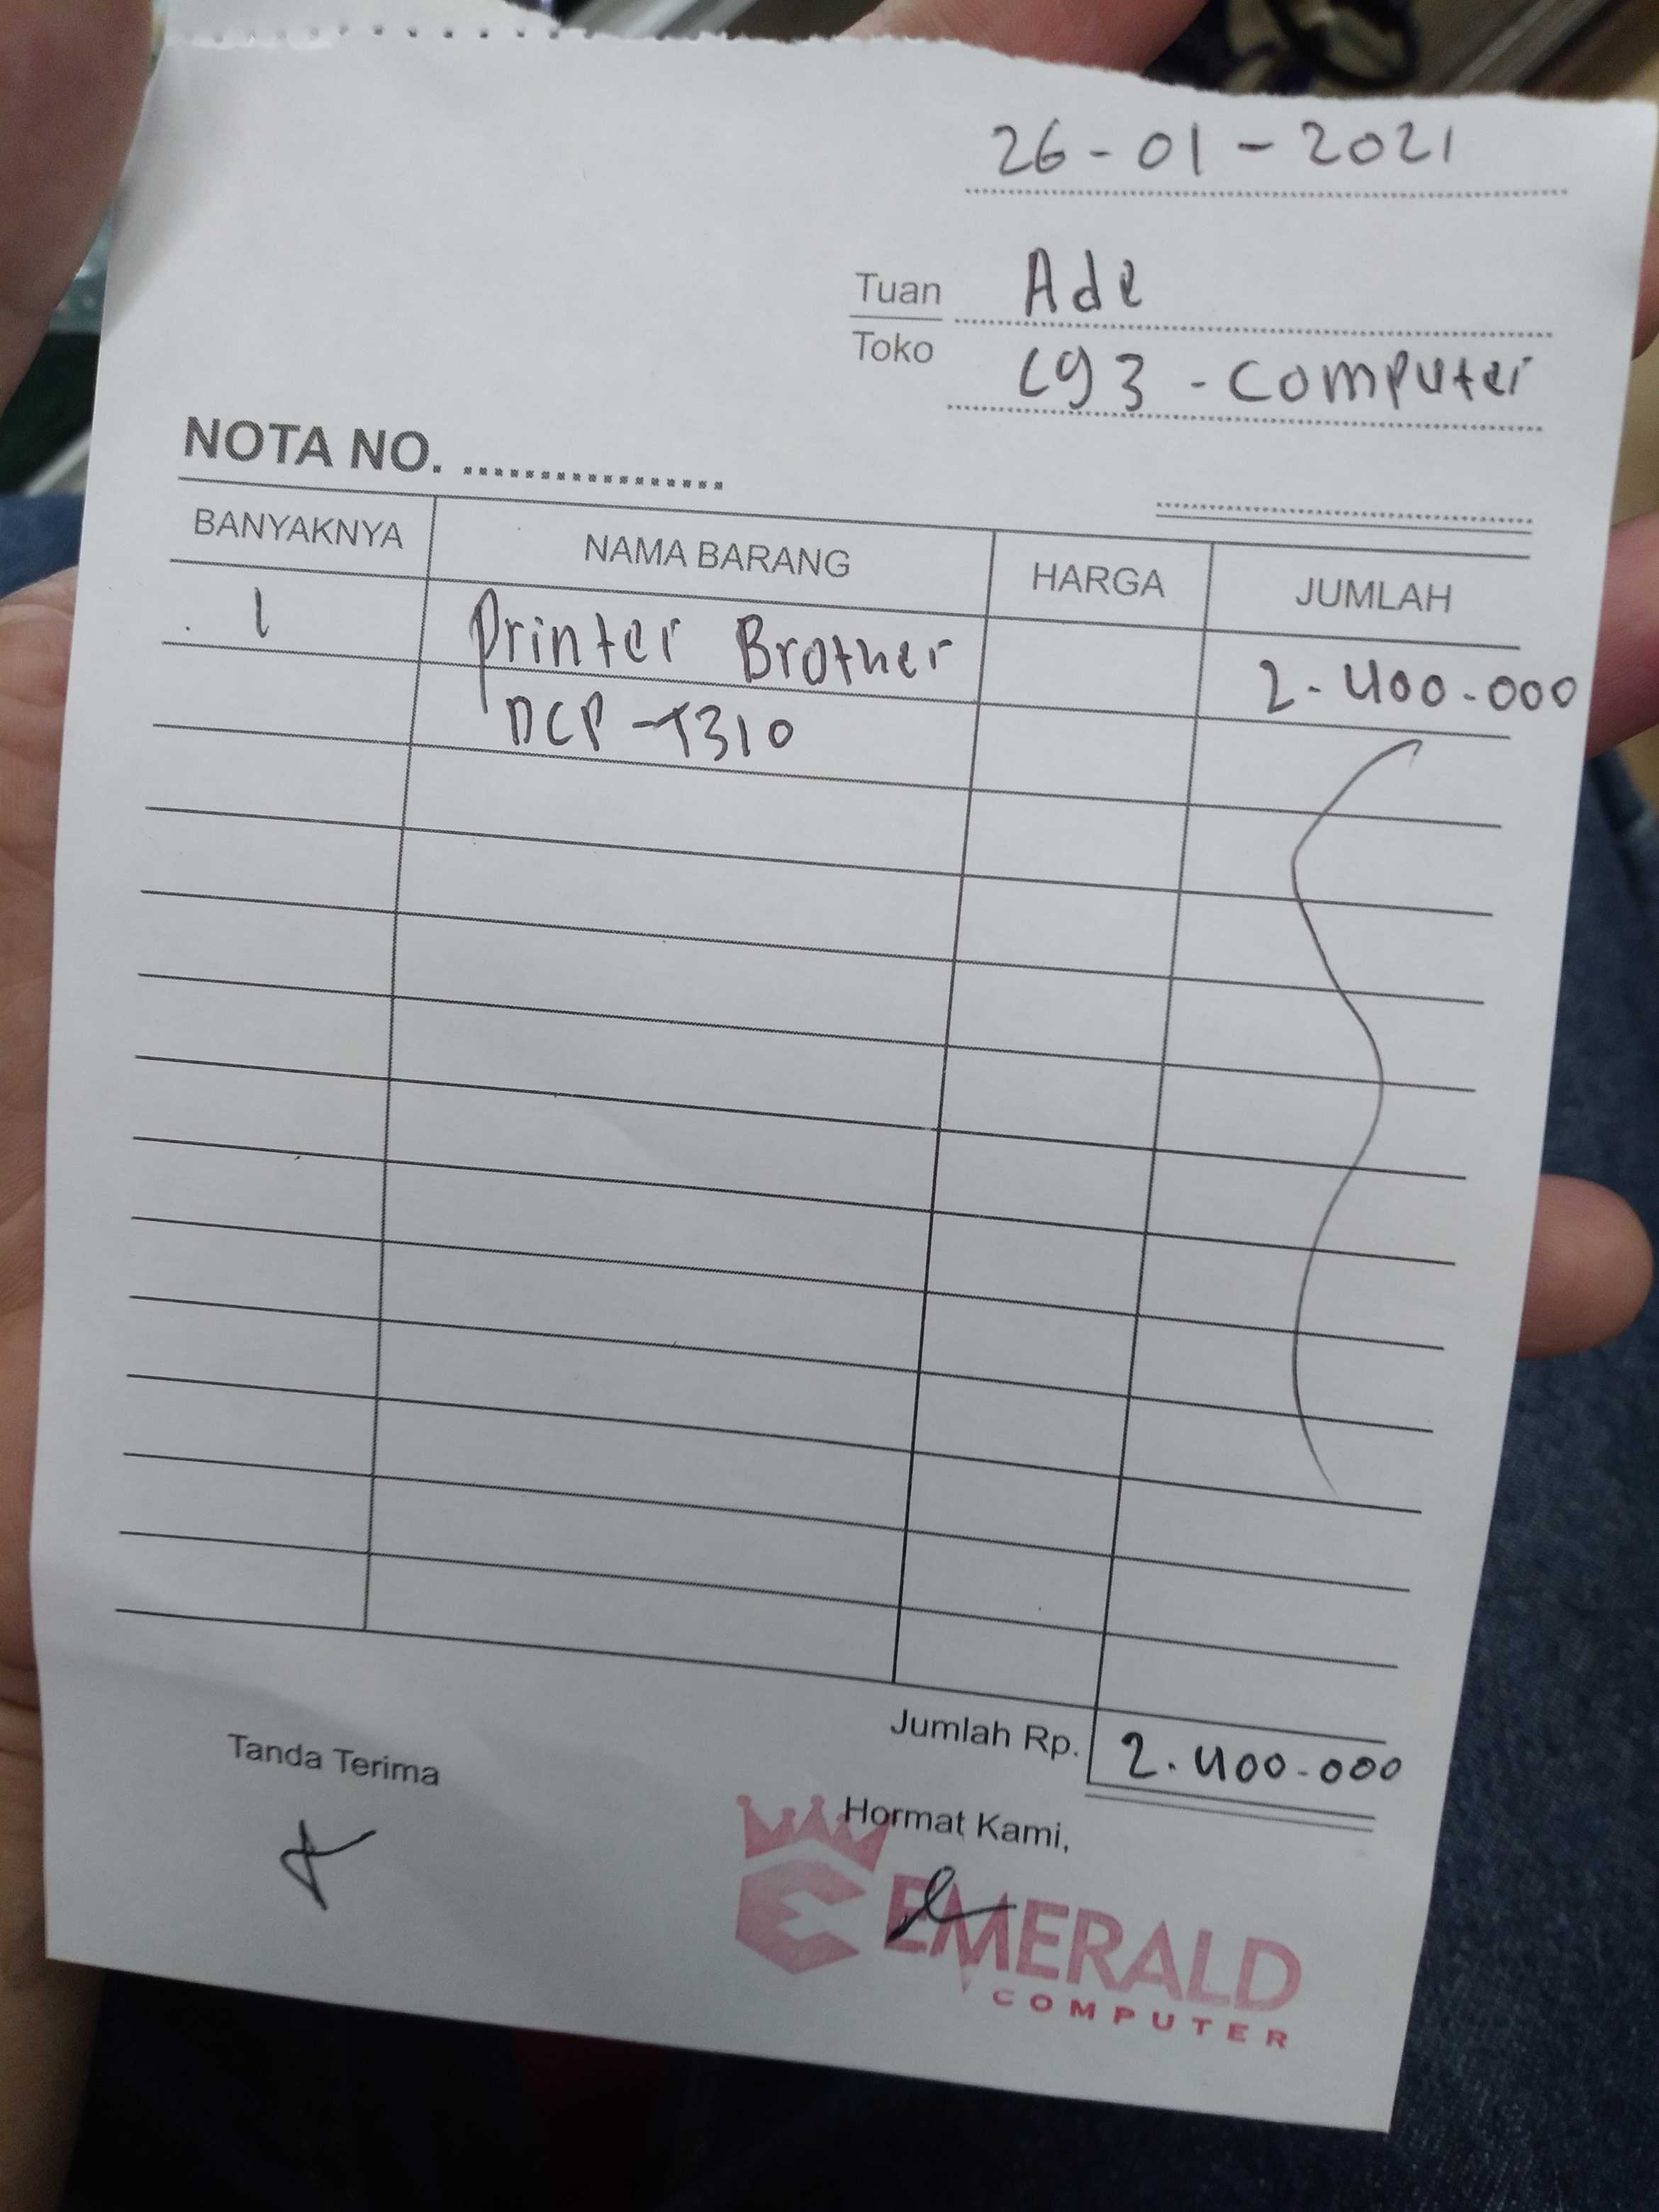 26-01-2021
Tuan Ade
Toko cg3 - computer
NOTA NO. ..................
BANYAKNYA NAMA BARANG HARGA JUMLAH
1 Printer Brother 2.400.000
DCP-T310
Jumlah Rp. 2.400.000
Tanda Terima
Hormat Kami,
EMERALD
COMPUTER